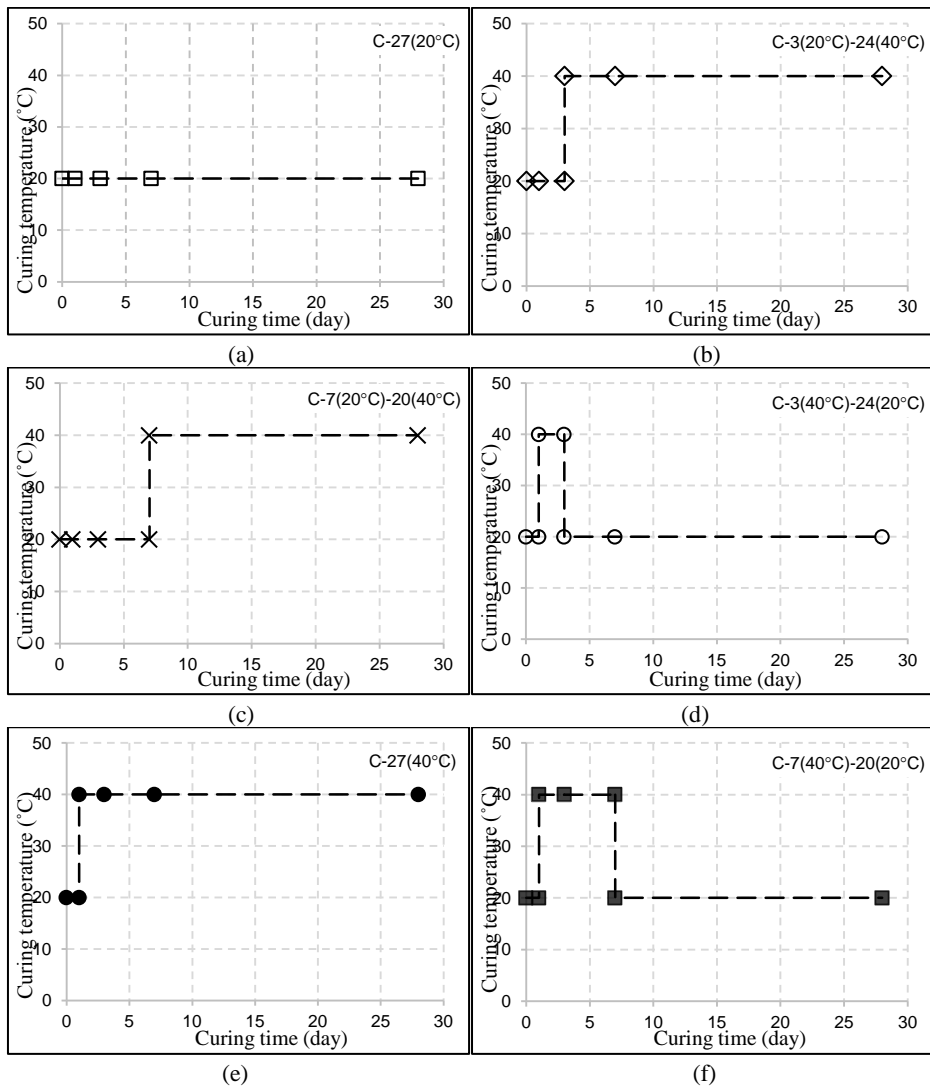 50
40
30
20
10
0
0 5 10 15 20 25 30
Curing temperature (˚C)
Curing time (day)
C-27(20°C)
(a)
50
40
30
20
10
0
0 5 10 15 20 25 30
Curing temperature (˚C)
Curing time (day)
C-3(20°C)-24(40°C)
(b)
50
40
30
20
10
0
0 5 10 15 20 25 30
Curing temperature (˚C)
Curing time (day)
C-7(20°C)-20(40°C)
(c)
50
40
30
20
10
0
0 5 10 15 20 25 30
Curing temperature (˚C)
Curing time (day)
C-3(40°C)-24(20°C)
(d)
50
40
30
20
10
0
0 5 10 15 20 25 30
Curing temperature (˚C)
Curing time (day)
C-27(40°C)
(e)
50
40
30
20
10
0
0 5 10 15 20 25 30
Curing temperature (˚C)
Curing time (day)
C-7(40°C)-20(20°C)
(f)